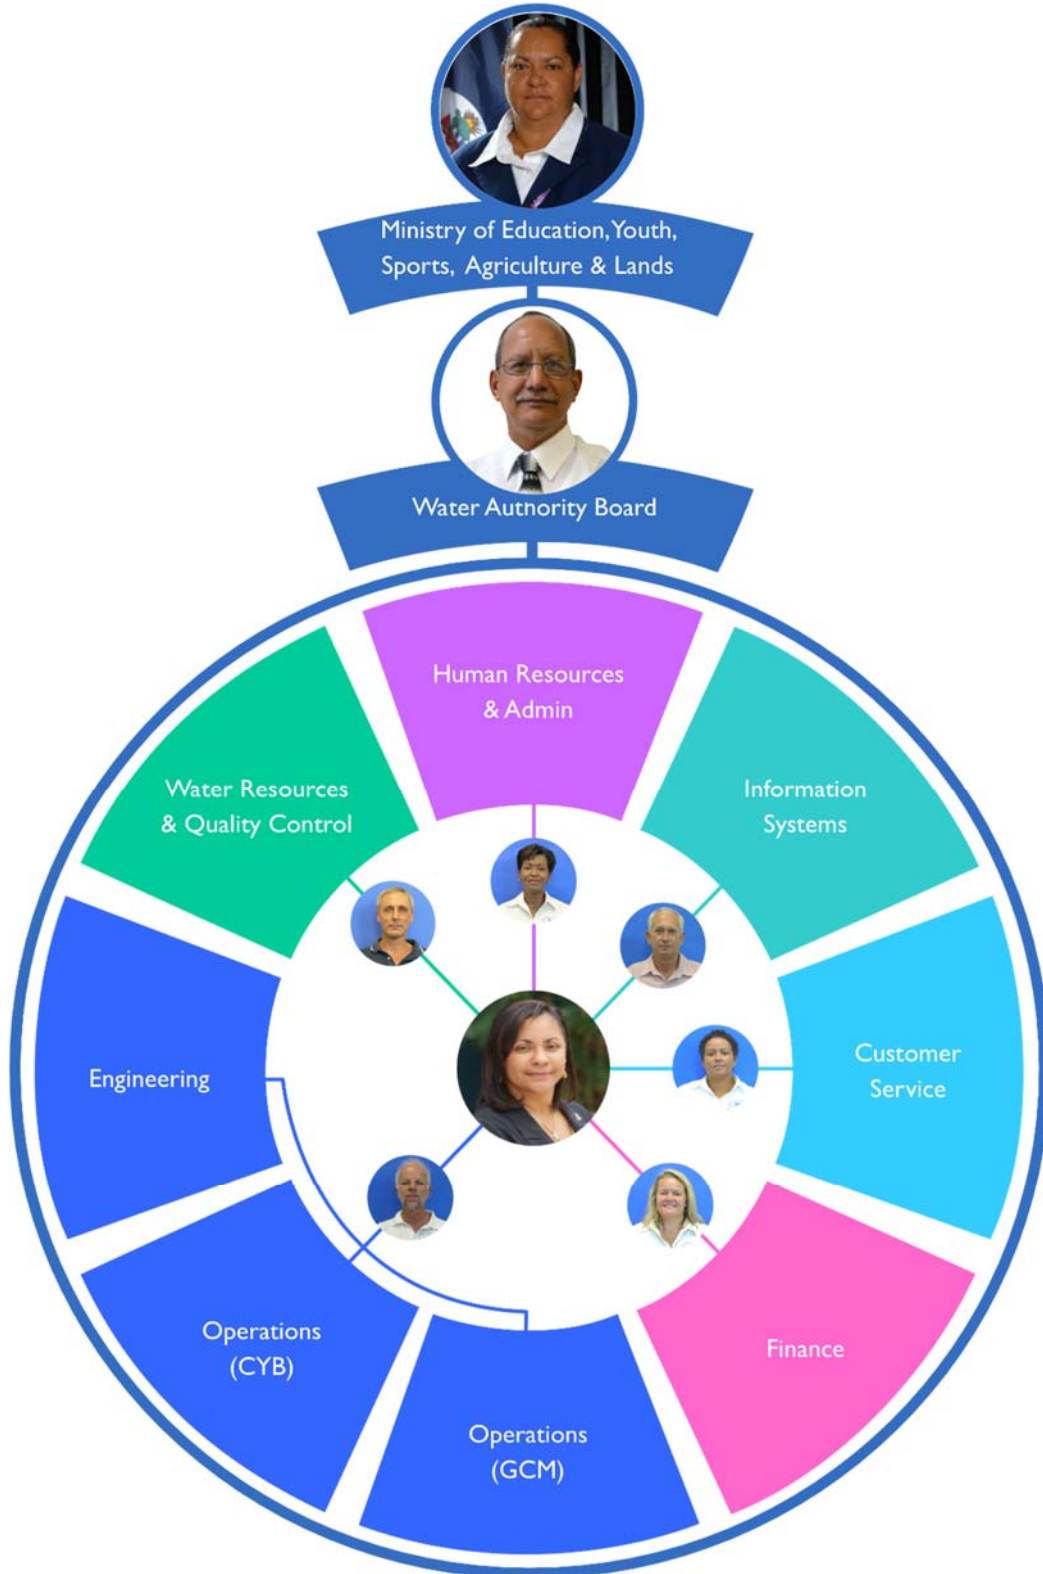 Ministry of Education, Youth,
Sports, Agriculture & Lands
Water Authority Board
Human Resources
& Admin
Water Resources
& Quality Control
Information
Systems
Engineering
Customer
Service
Operations
(CYB)
Finance
Operations
(GCM)